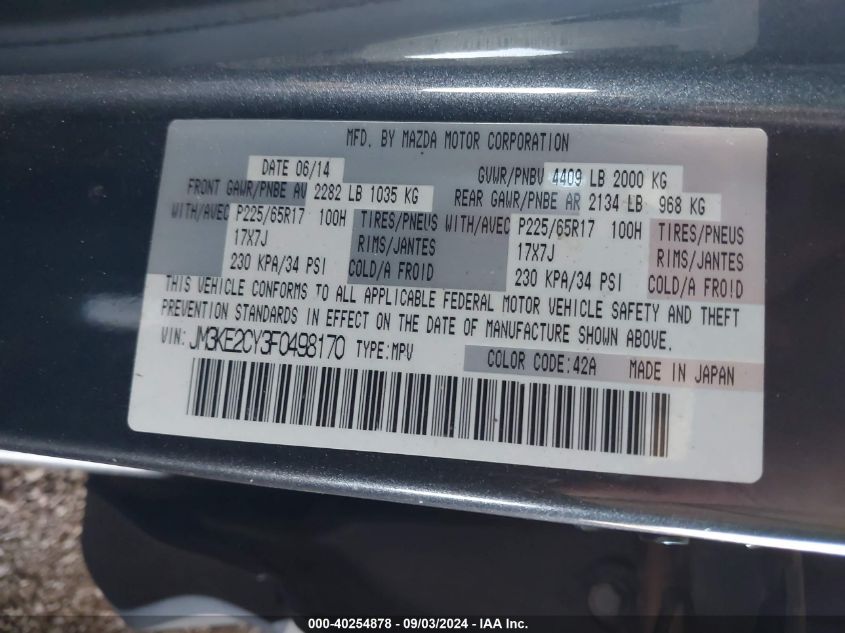 MFD. BY MAZDA MOTOR CORPORATION
DATE 06/14 GVWR/PNBV 4409 LB 2000 KG
FRONT GAWR/PNBE AV 2282 LB 1035 KG REAR GAWR/PNBE AR 2134 LB 968 KG
WITH/AVEC P225/65R17 100H TIRES/PNEUS WITH/AVEC P225/65R17 100H TIRES/PNEUS
17X7J RIMS/JANTES 17X7J RIMS/JANTES
230 KPA/34 PSI COLD/A FROID 230 KPA/34 PSI COLD/A FROID
THIS VEHICLE CONFORMS TO ALL APPLICABLE FEDERAL MOTOR VEHICLE SAFETY AND THEFT
PREVENTION STANDARDS IN EFFECT ON THE DATE OF MANUFACTURE SHOWN ABOVE.
VIN: JM3KE2CY3F0498170 TYPE:MPV COLOR CODE:42A MADE IN JAPAN
000-40254878 - 09/03/2024 - IAA Inc.